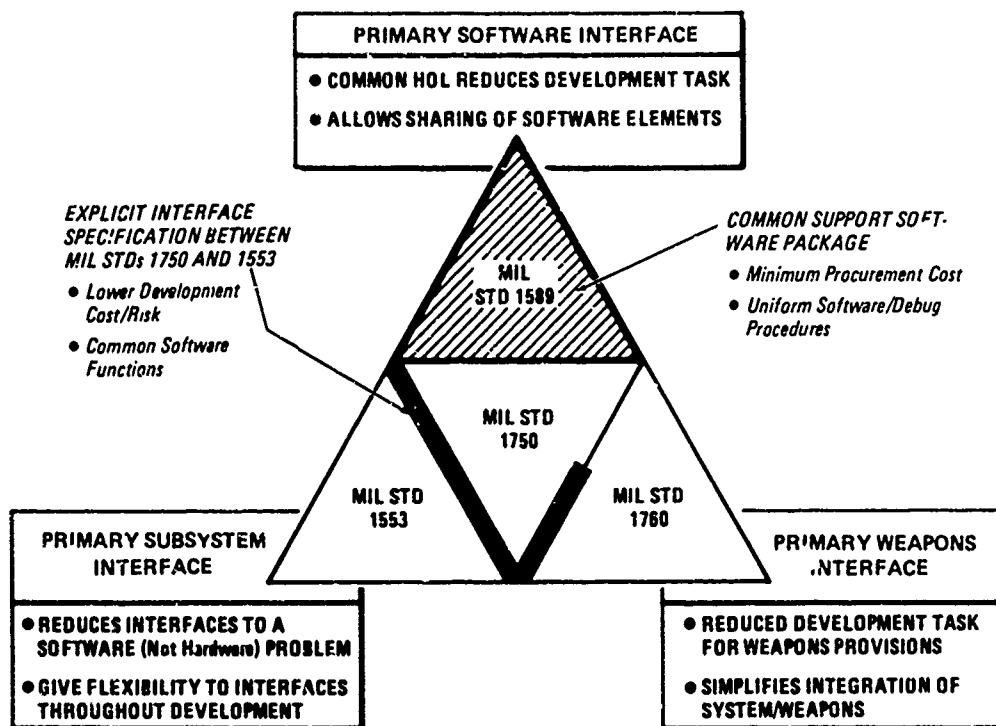 PRIMARY SOFTWARE INTERFACE
● COMMON HOL REDUCES DEVELOPMENT TASK
● ALLOWS SHARING OF SOFTWARE ELEMENTS
EXPLICIT INTERFACE
SPECIFICATION BETWEEN
MIL STDs 1750 AND 1553
● Lower Development
Cost/Risk
● Common Software
Functions
COMMON SUPPORT SOFT-
WARE PACKAGE
● Minimum Procurement Cost
● Uniform Software/Debug
Procedures
MIL
STD 1589
MIL STD
1750
MIL STD
1553
MIL STD
1760
PRIMARY SUBSYSTEM
INTERFACE
● REDUCES INTERFACES TO A
SOFTWARE (Not Hardware) PROBLEM
● GIVE FLEXIBILITY TO INTERFACES
THROUGHOUT DEVELOPMENT
PRIMARY WEAPONS
INTERFACE
● REDUCED DEVELOPMENT TASK
FOR WEAPONS PROVISIONS
● SIMPLIFIES INTEGRATION OF
SYSTEM/WEAPONS